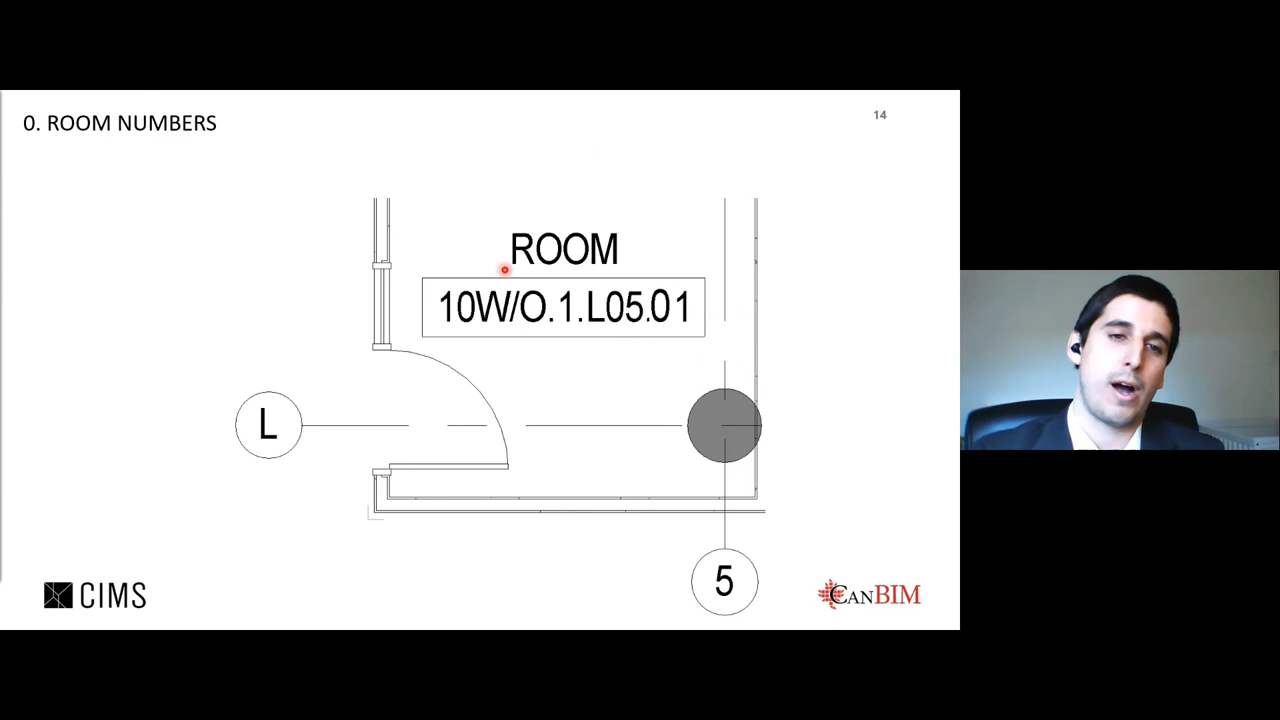 0. ROOM NUMBERS
14
ROOM
10W/O.1.L05.01
L
5
CIMS
CANBIM